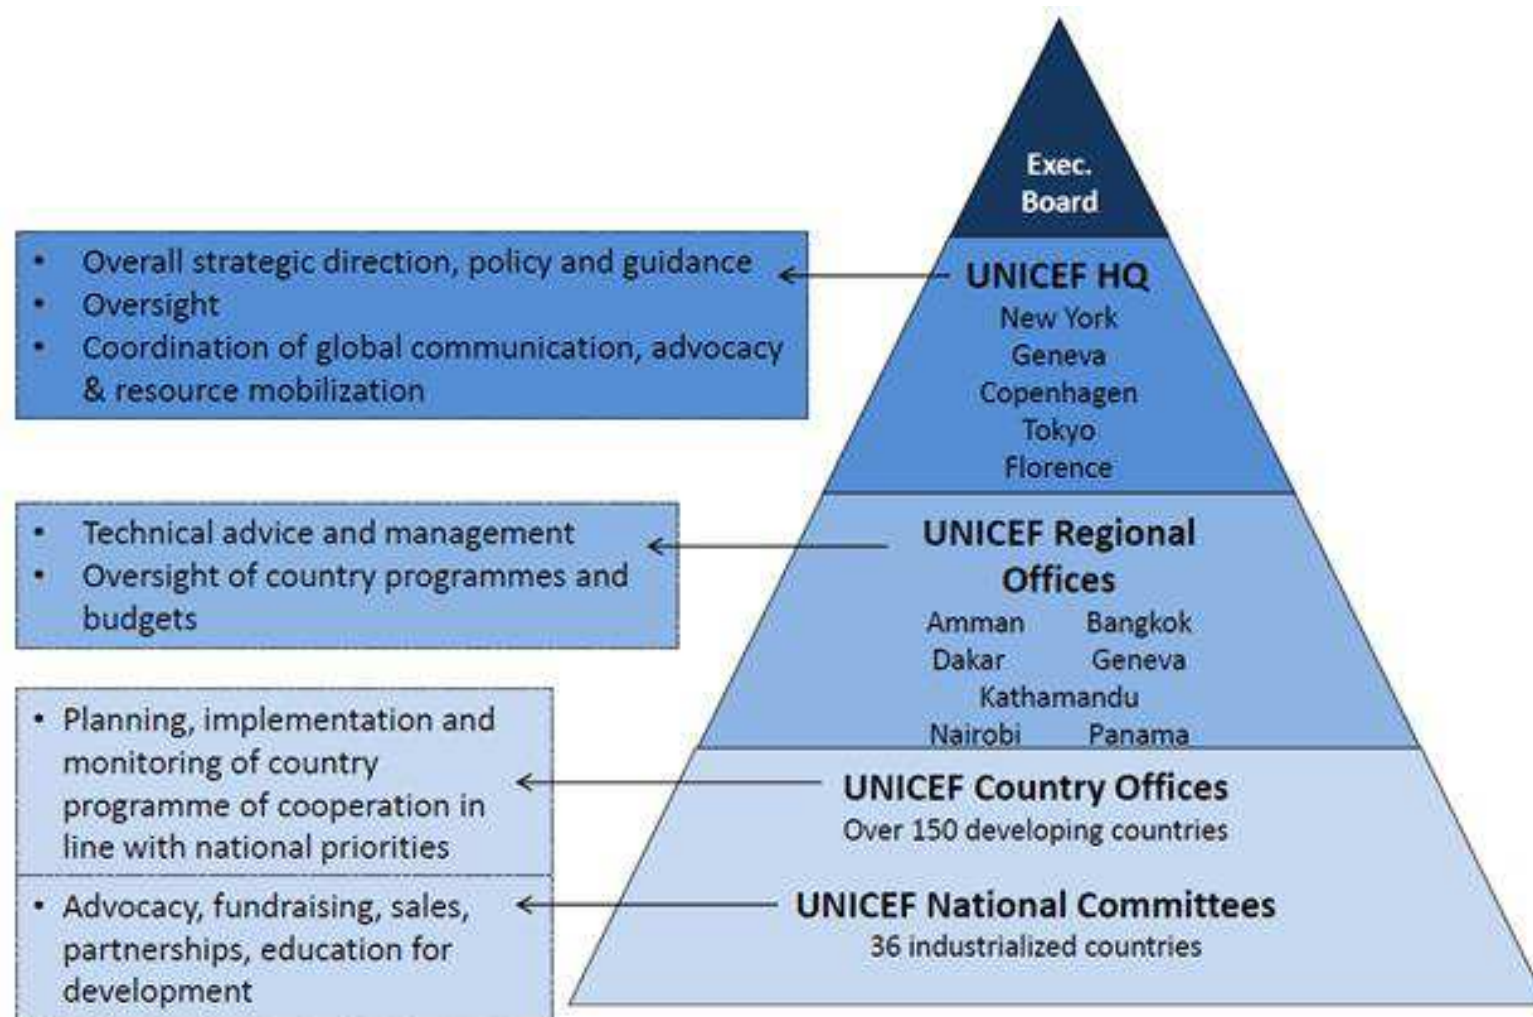 Exec.
Board
• Overall strategic direction, policy and guidance
• Oversight
• Coordination of global communication, advocacy
& resource mobilization
UNICEF HQ
New York
Geneva
Copenhagen
Tokyo
Florence
• Technical advice and management
• Oversight of country programmes and
budgets
UNICEF Regional
Offices
Amman Bangkok
Dakar Geneva
Kathamandu
Nairobi Panama
• Planning, implementation and
monitoring of country
programme of cooperation in
line with national priorities
UNICEF Country Offices
Over 150 developing countries
• Advocacy, fundraising, sales,
partnerships, education for
development
UNICEF National Committees
36 industrialized countries